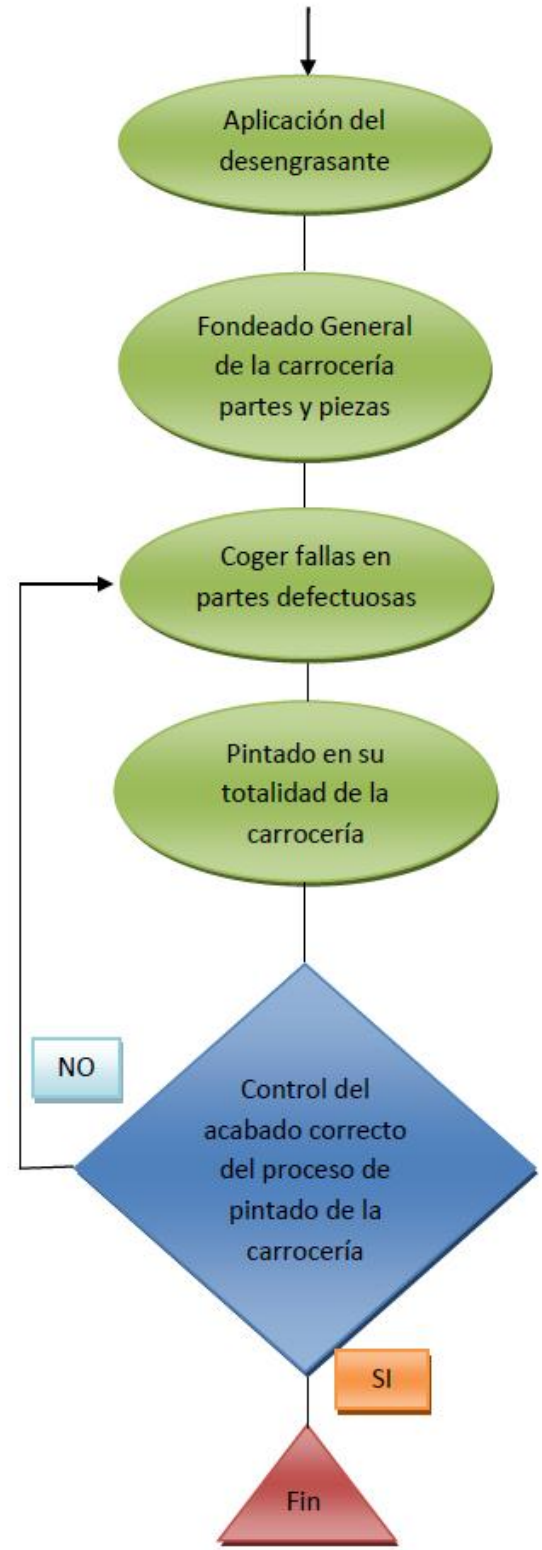 Aplicación del
desengrasante
Fondeado General
de la carrocería
partes y piezas
Coger fallas en
partes defectuosas
Pintado en su
totalidad de la
carrocería
NO
Control del
acabado correcto
del proceso de
pintado de la
carrocería
SI
Fin